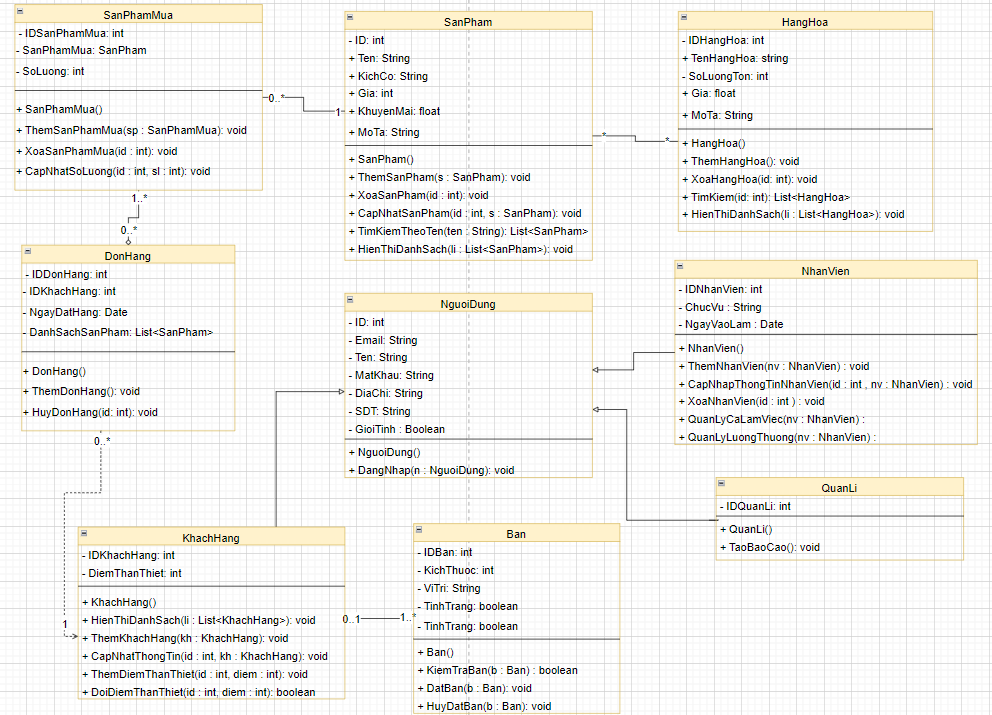 SanPhamMua
- IDSanPhamMua: int
- SanPhamMua: SanPham
- SoLuong: int
+ SanPhamMua()
+ ThemSanPhamMua(sp : SanPhamMua): void
+ XoaSanPhamMua(id : int): void
+ CapNhatSoLuong(id : int, sl : int): void
0..*
1
SanPham
- ID: int
+ Ten: String
+ KichCo: String
+ Gia: int
+ KhuyenMai: float
+ MoTa: String
+ SanPham()
+ ThemSanPham(s : SanPham): void
+ XoaSanPham(id : int): void
+ CapNhatSanPham(id : int, s : SanPham): void
+ TimKiemTheoTen(ten : String): List<SanPham>
+ HienThiDanhSach(li : List<SanPham>): void
*
*
HangHoa
- IDHangHoa: int
+ TenHangHoa: string
- SoLuongTon: int
+ Gia: float
+ MoTa: String
+ HangHoa()
+ ThemHangHoa(): void
+ XoaHangHoa(id: int): void
+ TimKiem(id: int): List<HangHoa>
+ HienThiDanhSach(li : List<HangHoa>): void
1..*
0..*
DonHang
- IDDonHang: int
- IDKhachHang: int
- NgayDatHang: Date
- DanhSachSanPham: List<SanPham>
+ DonHang()
+ ThemDonHang(): void
+ HuyDonHang(id: int): void
0..*
1
NguoiDung
- ID: int
- Email: String
- Ten: String
- MatKhau: String
- DiaChi: String
- SDT: String
- GioiTinh : Boolean
+ NguoiDung()
+ DangNhap(n : NguoiDung): void
NhanVien
- IDNhanVien: int
- ChucVu : String
- NgayVaoLam : Date
+ NhanVien()
+ ThemNhanVien(nv : NhanVien) : void
+ CapNhapThongTinNhanVien(id : int , nv : NhanVien) : void
+ XoaNhanVien(id : int ) : void
+ QuanLyCaLamViec(nv : NhanVien) :
+ QuanLyLuongThuong(nv : NhanVien) :
QuanLi
- IDQuanLi: int
+ QuanLi()
+ TaoBaoCao(): void
KhachHang
- IDKhachHang: int
- DiemThanThiet: int
+ KhachHang()
+ HienThiDanhSach(li : List<KhachHang>): void
+ ThemKhachHang(kh : KhachHang): void
+ CapNhatThongTin(id : int, kh : KhachHang): void
+ ThemDiemThanThiet(id : int, diem : int): void
+ DoiDiemThanThiet(id : int, diem : int): boolean
0..1
1..*
Ban
- IDBan: int
- KichThuoc: int
- ViTri: String
- TinhTrang: boolean
- TinhTrang: boolean
+ Ban()
+ KiemTraBan(b : Ban) : boolean
+ DatBan(b : Ban): void
+ HuyDatBan(b : Ban): void